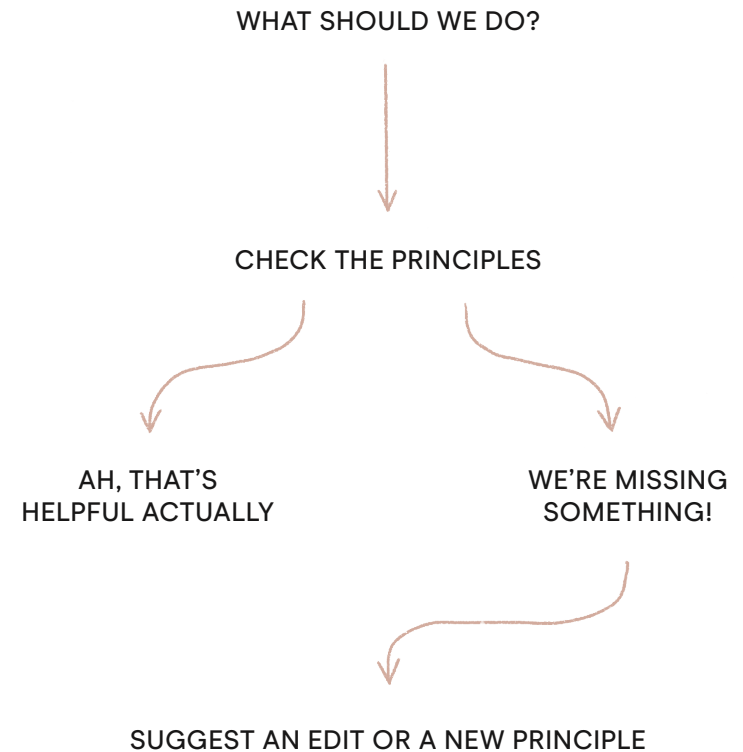 WHAT SHOULD WE DO?
CHECK THE PRINCIPLES
AH, THAT’S
HELPFUL ACTUALLY
WE’RE MISSING
SOMETHING!
SUGGEST AN EDIT OR A NEW PRINCIPLE